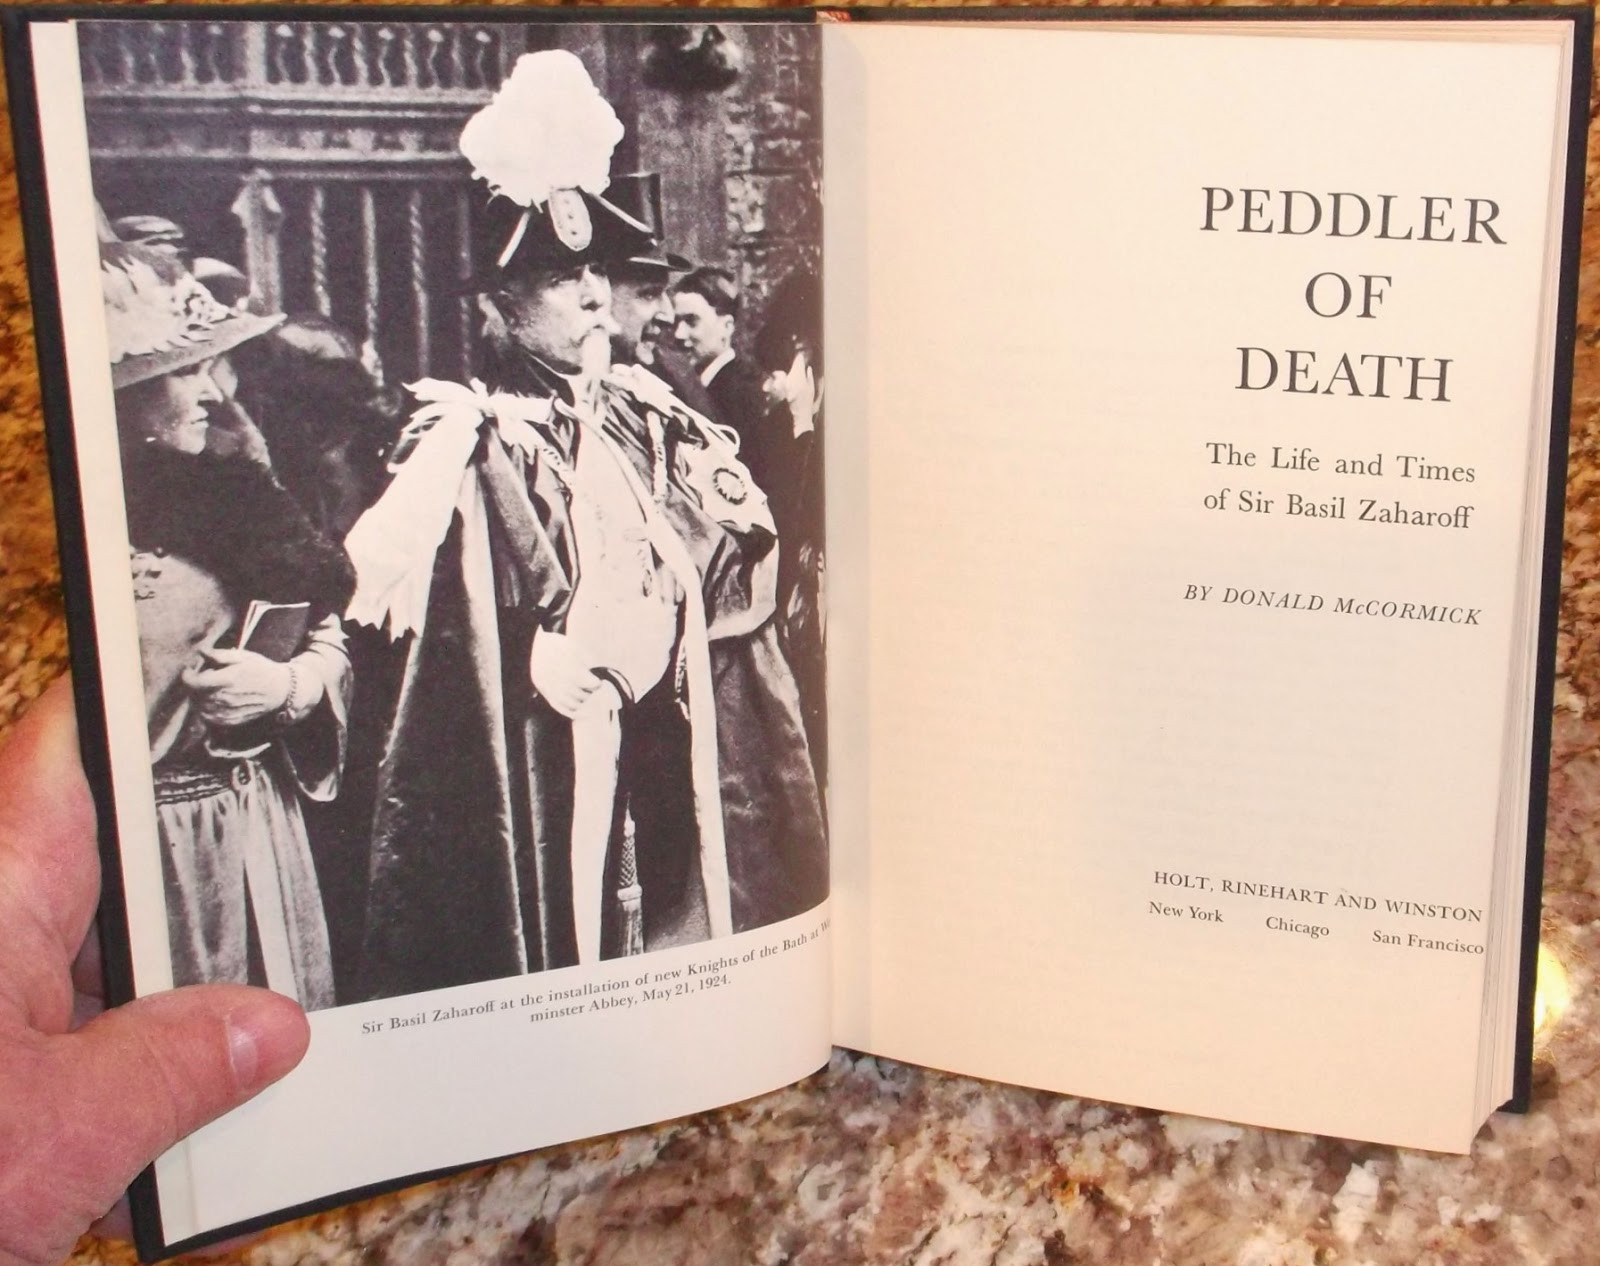 Sir Basil Zaharoff at the installation of new Knights of the Bath at
minster Abbey, May 21, 1924.
PEDDLER
OF
DEATH
The Life and Times
of Sir Basil Zaharoff
BY DONALD McCORMICK
HOLT, RINEHART AND WINSTON
New York Chicago San Francisco